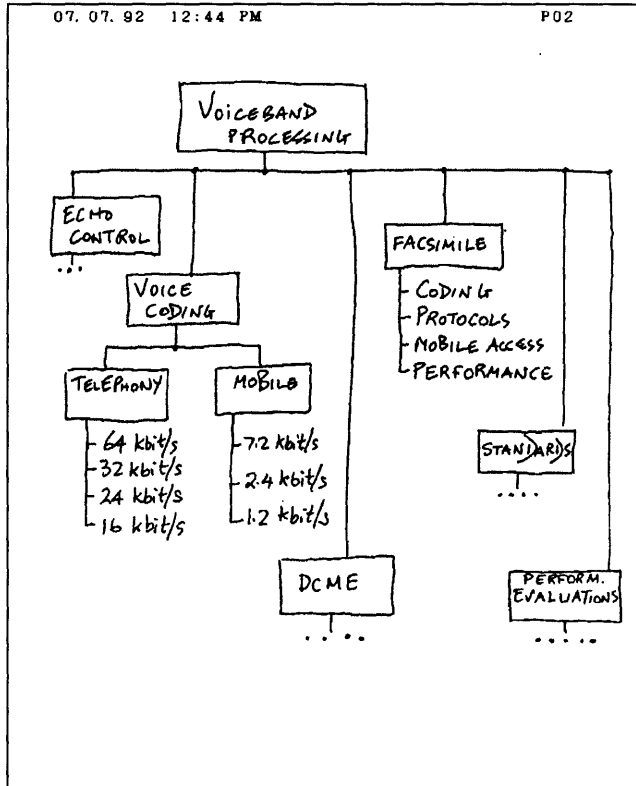 07. 07. 92 12:44 PM P02
VOICEBAND
PROCESSING
ECHO
CONTROL
....
VOICE
CODING
TELEPHONY
64 kbit/s
32 kbit/s
24 kbit/s
16 kbit/s
MOBILE
7.2 kbit/s
2.4 kbit/s
1.2 kbit/s
DCME
.....
FACSIMILE
CODING
PROTOCOLS
MOBILE ACCESS
PERFORMANCE
STANDARDS
.....
PERFORM.
EVALUATIONS
......